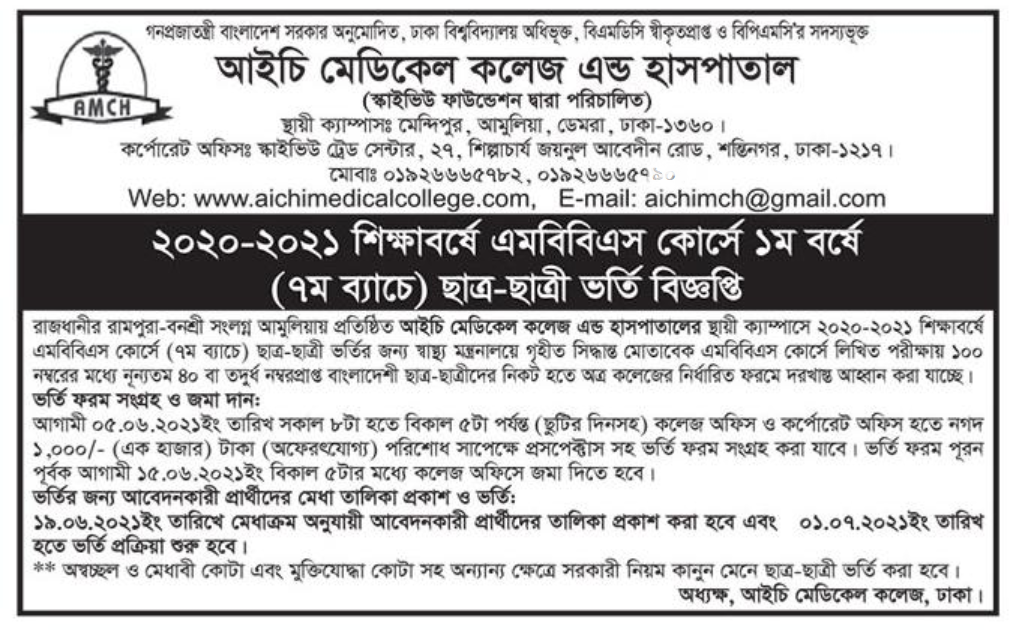 গনপ্রজাতন্ত্রী বাংলাদেশ সরকার অনুমোদিত, ঢাকা বিশ্ববিদ্যালয় অধিভূক্ত, বিএমডিসি স্বীকৃতপ্রাপ্ত ও বিপিএমসি'র সদস্যভূক্ত
আইচি মেডিকেল কলেজ এন্ড হাসপাতাল
AMCH
(স্কাইভিউ ফাউন্ডেশন দ্বারা পরিচালিত)
স্থায়ী ক্যাম্পাসঃ মেন্দিপুর, আমুলিয়া, ডেমরা, ঢাকা-১৩৬০।
কর্পোরেট অফিসঃ স্কাইভিউ ট্রেড সেন্টার, ২৭, শিল্পাচার্য জয়নুল আবেদীন রোড, শন্তিনগর, ঢাকা-১২১৭।
মোবাঃ ০১৯২৬৬৬৫৭৮২, ০১৯২৬৬৬৫৭৯০
Web: www.aichimedicalcollege.com, E-mail: aichimch@gmail.com
২০২০-২০২১ শিক্ষাবর্ষে এমবিবিএস কোর্সে ১ম বর্ষে
(৭ম ব্যাচে) ছাত্র-ছাত্রী ভর্তি বিজ্ঞপ্তি
রাজধানীর রামপুরা-বনশ্রী সংলগ্ন আমুলিয়ায় প্রতিষ্ঠিত আইচি মেডিকেল কলেজ এন্ড হাসপাতালের স্থায়ী ক্যাম্পাসে ২০২০-২০২১ শিক্ষাবর্ষে
এমবিবিএস কোর্সে (৭ম ব্যাচে) ছাত্র-ছাত্রী ভর্তির জন্য স্বাস্থ্য মন্ত্রনালয়ে গৃহীত সিদ্ধান্ত মোতাবেক এমবিবিএস কোর্সে লিখিত পরীক্ষায় ১০০
নম্বরের মধ্যে নূন্যতম ৪০ বা তদুর্ধ নম্বরপ্রাপ্ত বাংলাদেশী ছাত্র-ছাত্রীদের নিকট হতে অত্র কলেজের নির্ধারিত ফরমে দরখাস্ত আহ্বান করা যাচ্ছে।
ভর্তি ফরম সংগ্রহ ও জমা দান:
আগামী ০৫.০৬.২০২১ইং তারিখ সকাল ৮টা হতে বিকাল ৫টা পর্যন্ত (ছুটির দিনসহ) কলেজ অফিস ও কর্পোরেট অফিস হতে নগদ
১,০০০/- (এক হাজার) টাকা (অফেরৎযোগ্য) পরিশোধ সাপেক্ষে প্রসপেক্টাস সহ ভর্তি ফরম সংগ্রহ করা যাবে। ভর্তি ফরম পূরন
পূর্বক আগামী ১৫.০৬.২০২১ইং বিকাল ৫টার মধ্যে কলেজ অফিসে জমা দিতে হবে।
ভর্তির জন্য আবেদনকারী প্রার্থীদের মেধা তালিকা প্রকাশ ও ভর্তি:
১৯.০৬.২০২১ইং তারিখে মেধাক্রম অনুযায়ী আবেদনকারী প্রার্থীদের তালিকা প্রকাশ করা হবে এবং ০১.০৭.২০২১ইং তারিখ
হতে ভর্তি প্রক্রিয়া শুরু হবে।
** অস্বচ্ছল ও মেধাবী কোটা এবং মুক্তিযোদ্ধা কোটা সহ অন্যান্য ক্ষেত্রে সরকারী নিয়ম কানুন মেনে ছাত্র-ছাত্রী ভর্তি করা হবে।
অধ্যক্ষ, আইচি মেডিকেল কলেজ, ঢাকা।